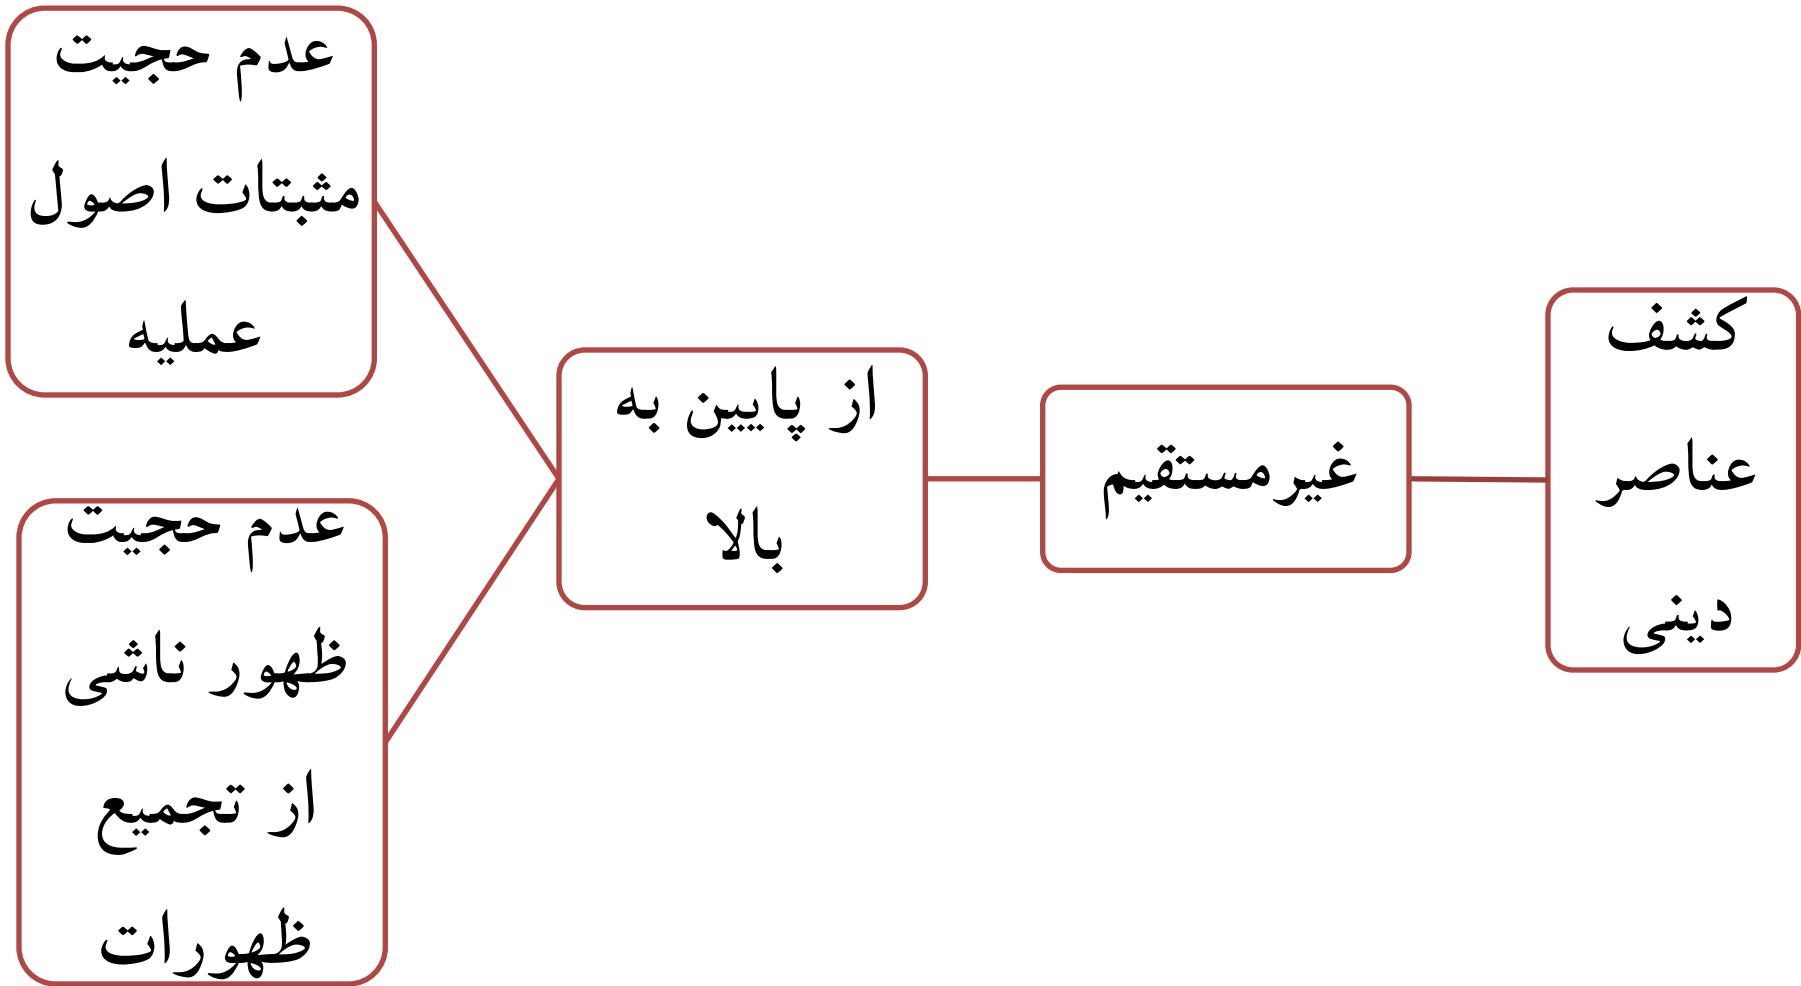 کشف
عناصر
دینی
غیرمستقیم
از پایین به
بالا
عدم حجیت
مثبتات اصول
عملیه
عدم حجیت
ظهور ناشی
از تجمیع
ظهورات